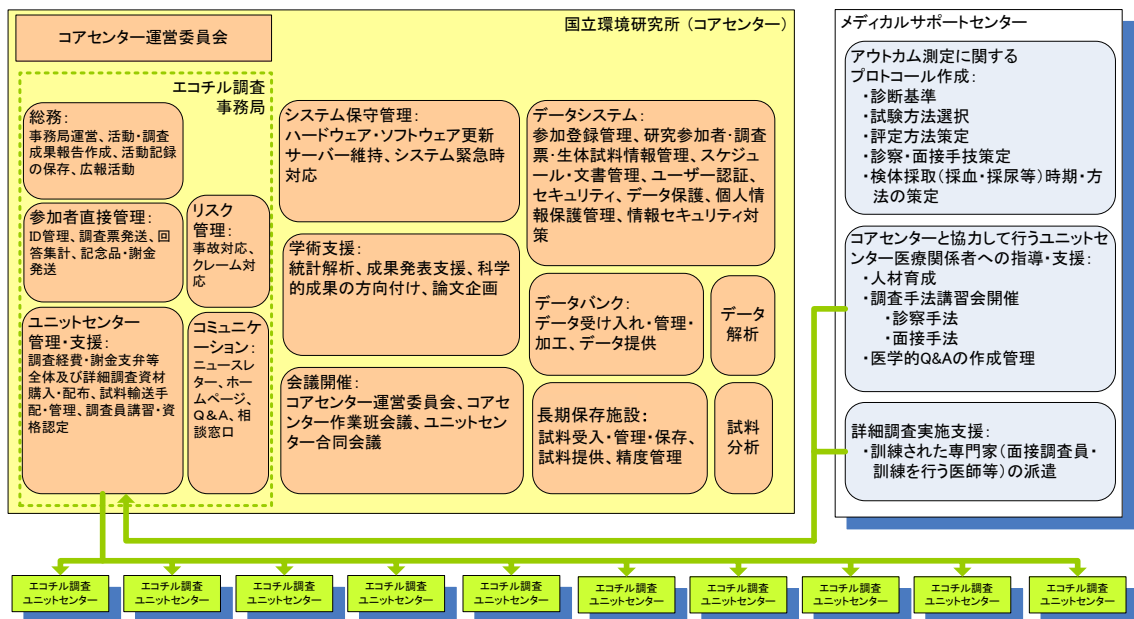 コアセンター運営委員会
国立環境研究所（コアセンター）
エコチル調査
事務局
総務：
事務局運営、活動・調査
成果報告作成、活動記録
の保存、広報活動
参加者直接管理：
ID管理、調査票発送、回
答集計、記念品・謝金
発送
リスク
管理：
事故対応、
クレーム対
応
ユニットセンター
管理・支援：
調査経費・謝金支弁等
全体及び詳細調査資材
購入・配布、試料輸送手
配・管理、調査員講習・資
格認定
コミュニケ
ーション：
ニュースレ
ター、ホー
ムページ、
Q&A、相
談窓口
システム保守管理：
ハードウェア・ソフトウェア更新
サーバー維持、システム緊急時
対応
学術支援：
統計解析、成果発表支援、科学
的成果の方向付け、論文企画
会議開催：
コアセンター運営委員会、コアセ
ンター作業班会議、ユニットセン
ター合同会議
データシステム：
参加登録管理、研究参加者・調査
票・生体試料情報管理、スケジュ
ール・文書管理、ユーザー認証、
セキュリティ、データ保護、個人情
報保護管理、情報セキュリティ対
策
データバンク：
データ受け入れ・管理・
加工、データ提供
データ
解析
長期保存施設：
試料受入・管理・保存、
試料提供、精度管理
試料
分析
メディカルサポートセンター
アウトカム測定に関する
プロトコール作成：
・診断基準
・試験方法選択
・評定方法策定
・診察・面接手技策定
・検体採取（採血・採尿等）時期・方
法の策定
コアセンターと協力して行うユニットセ
ンター医療関係者への指導・支援：
・人材育成
・調査手法講習会開催
・診察手法
・面接手法
・医学的Q&Aの作成管理
詳細調査実施支援：
・訓練された専門家（面接調査員・
訓練を行う医師等）の派遣
エコチル調査
ユニットセンター
エコチル調査
ユニットセンター
エコチル調査
ユニットセンター
エコチル調査
ユニットセンター
エコチル調査
ユニットセンター
エコチル調査
ユニットセンター
エコチル調査
ユニットセンター
エコチル調査
ユニットセンター
エコチル調査
ユニットセンター
エコチル調査
ユニットセンター